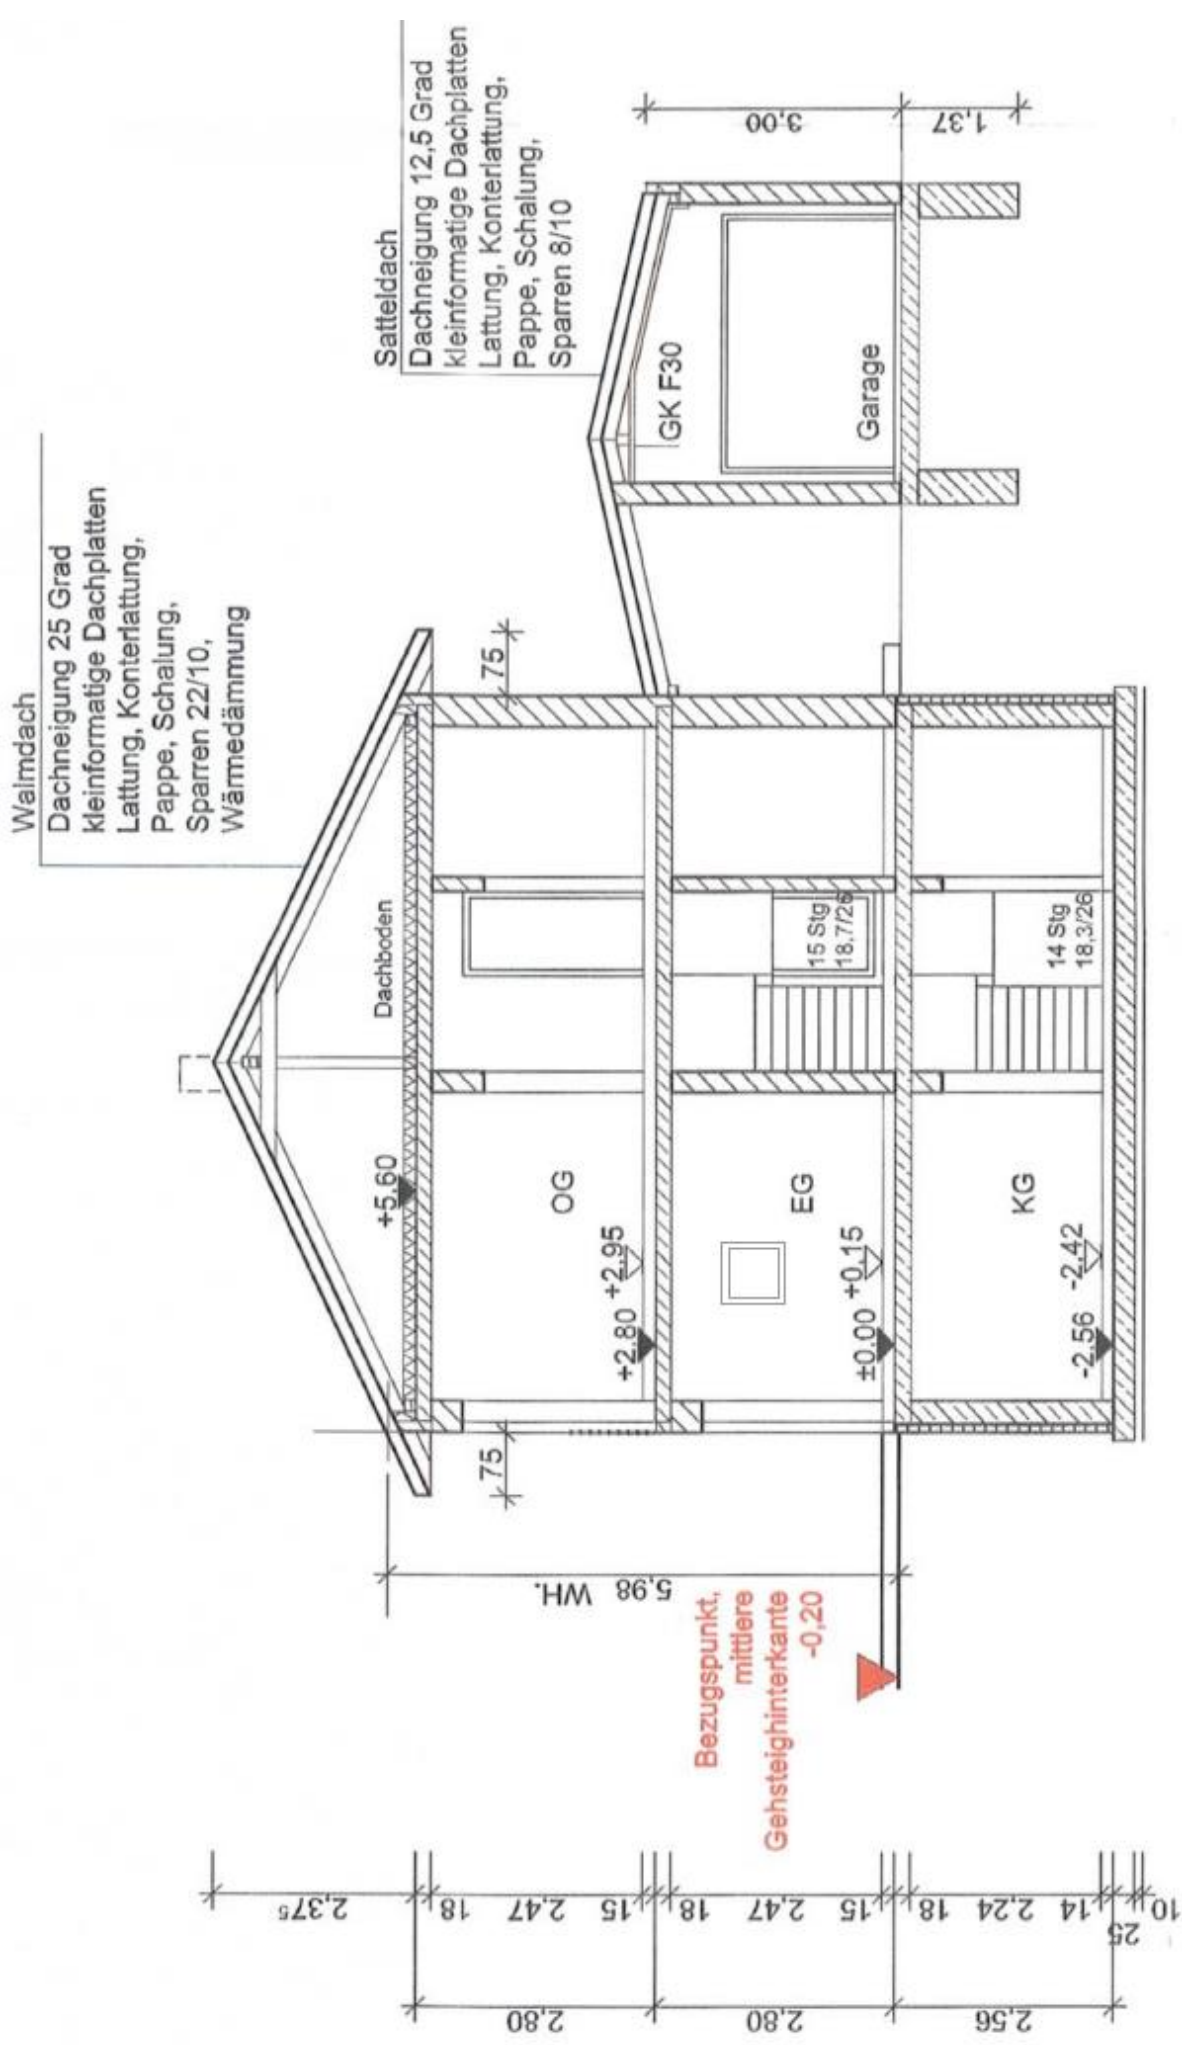 Walmdach
Dachneigung 25 Grad
kleinformatige Dachplatten
Lattung, Konterlattung,
Pappe, Schalung,
Sparren 22/10,
Wärmedämmung
Satteldach
Dachneigung 12,5 Grad
kleinformatige Dachplatten
Lattung, Konterlattung,
Pappe, Schalung,
Sparren 8/10
Dachboden
+5,60
75
75
OG
+2,80 +2,95
EG
±0,00 +0,15
15 Stg
18.7/26
KG
-2,56 -2,42
14 Stg
18,3/26
GK F30
Garage
3,00
1,37
5,98 WH.
Bezugspunkt,
mittlere
Gehsteighinterkante
-0,20
2,37⁵
18
2,47
15
18
2,47
15
18
2,24
14
25
10
2,80
2,80
2,56